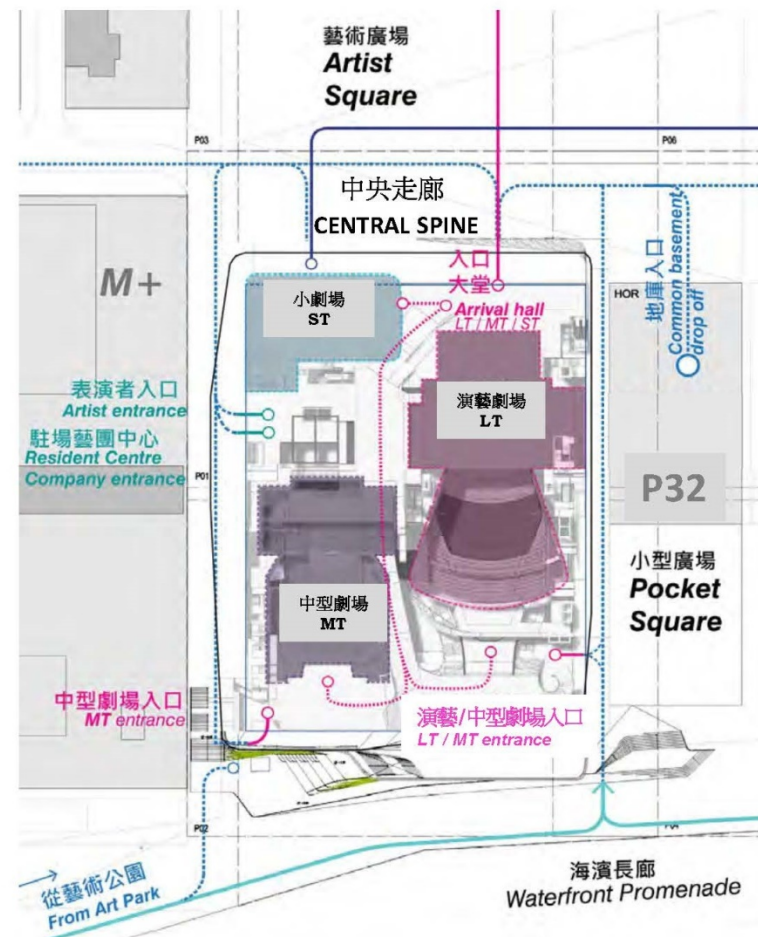 藝術廣場
Artist
Square
P03
P06
中央走廊
CENTRAL SPINE
M+
小劇場
ST
入口
大堂
Arrival hall
LT / MT / ST
HOR
地庫入口
Common basement
drop off
表演者入口
Artist entrance
駐場藝團中心
Resident Centre
Company entrance
演藝劇場
LT
P01
P32
中型劇場
MT
小型廣場
Pocket
Square
中型劇場入口
MT entrance
演藝/中型劇場入口
LT / MT entrance
P02
從藝術公園
From Art Park
海濱長廊
Waterfront Promenade